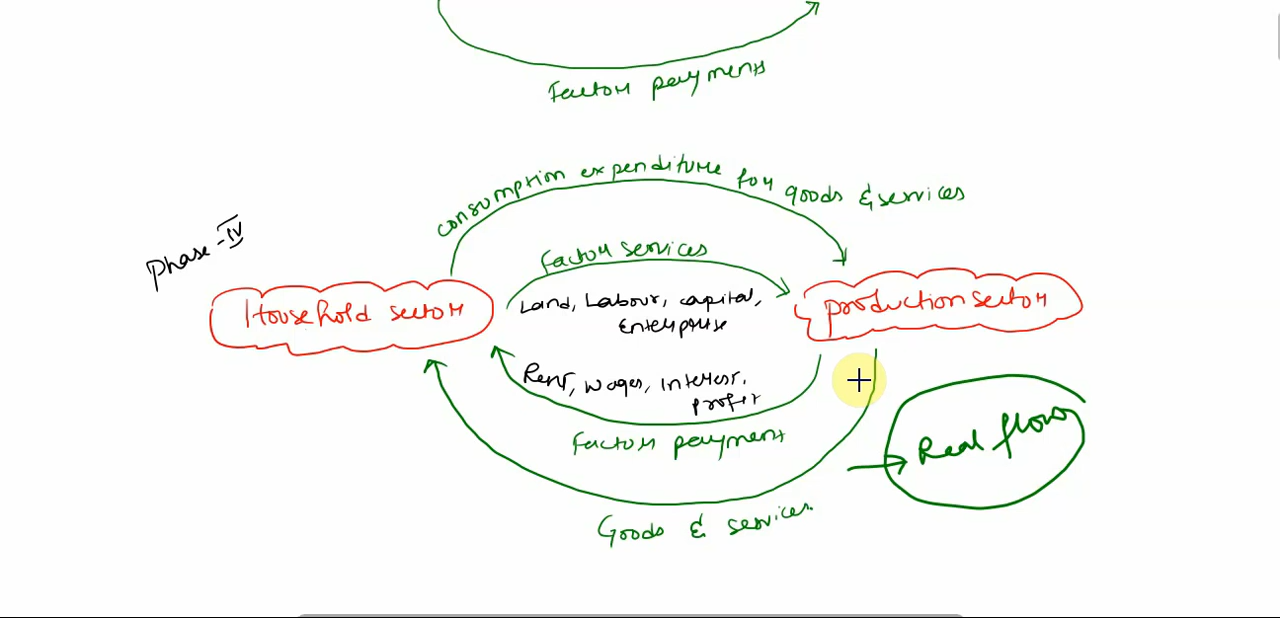 Factor payments
consumption expenditure for goods & services
Phase-IV
Factor services
Household sector
Land, Labour, capital,
Enterprise
production sector
Rent, wages, interest,
profit
Factor payment
Real flow
Goods & services.